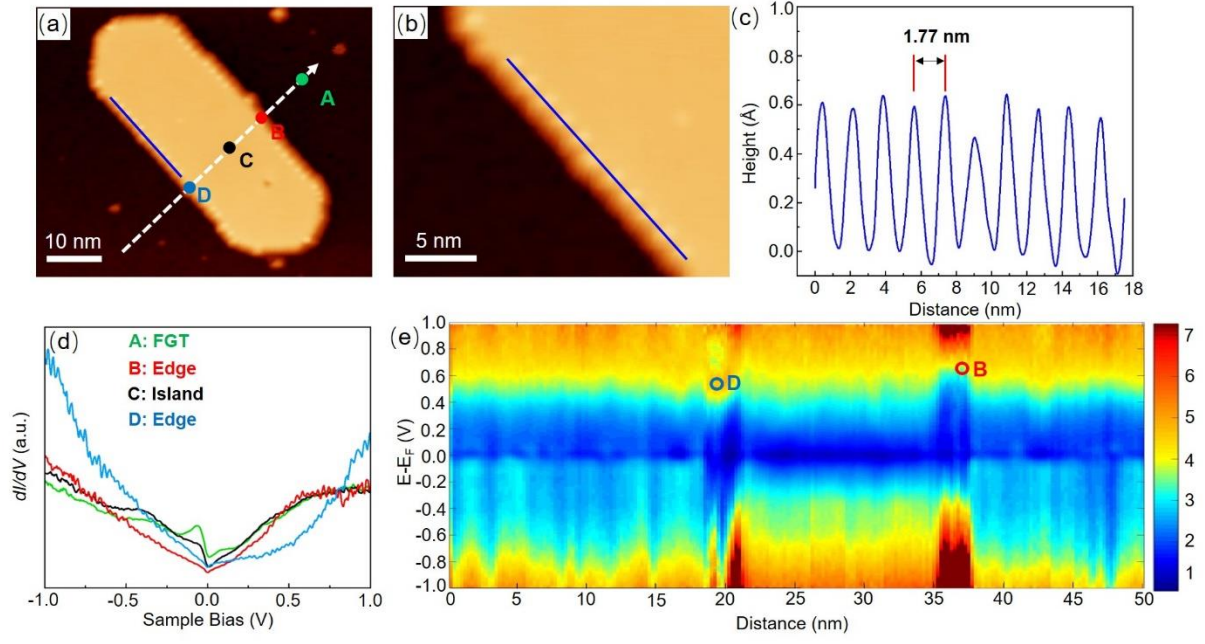 (a)
A
B
C
D
10 nm
(b)
5 nm
(c)
1.77 nm
Height (Å)
1.0
0.8
0.6
0.4
0.2
0.0
0 2 4 6 8 10 12 14 16 18
Distance (nm)
(d)
A: FGT
B: Edge
C: Island
D: Edge
dI/dV (a.u.)
-1.0 -0.5 0.0 0.5 1.0
Sample Bias (V)
(e)
D
B
E-EF (V)
1.0
0.8
0.6
0.4
0.2
0.0
-0.2
-0.4
-0.6
-0.8
-1.0
0 5 10 15 20 25 30 35 40 45 50
Distance (nm)
7
6
5
4
3
2
1